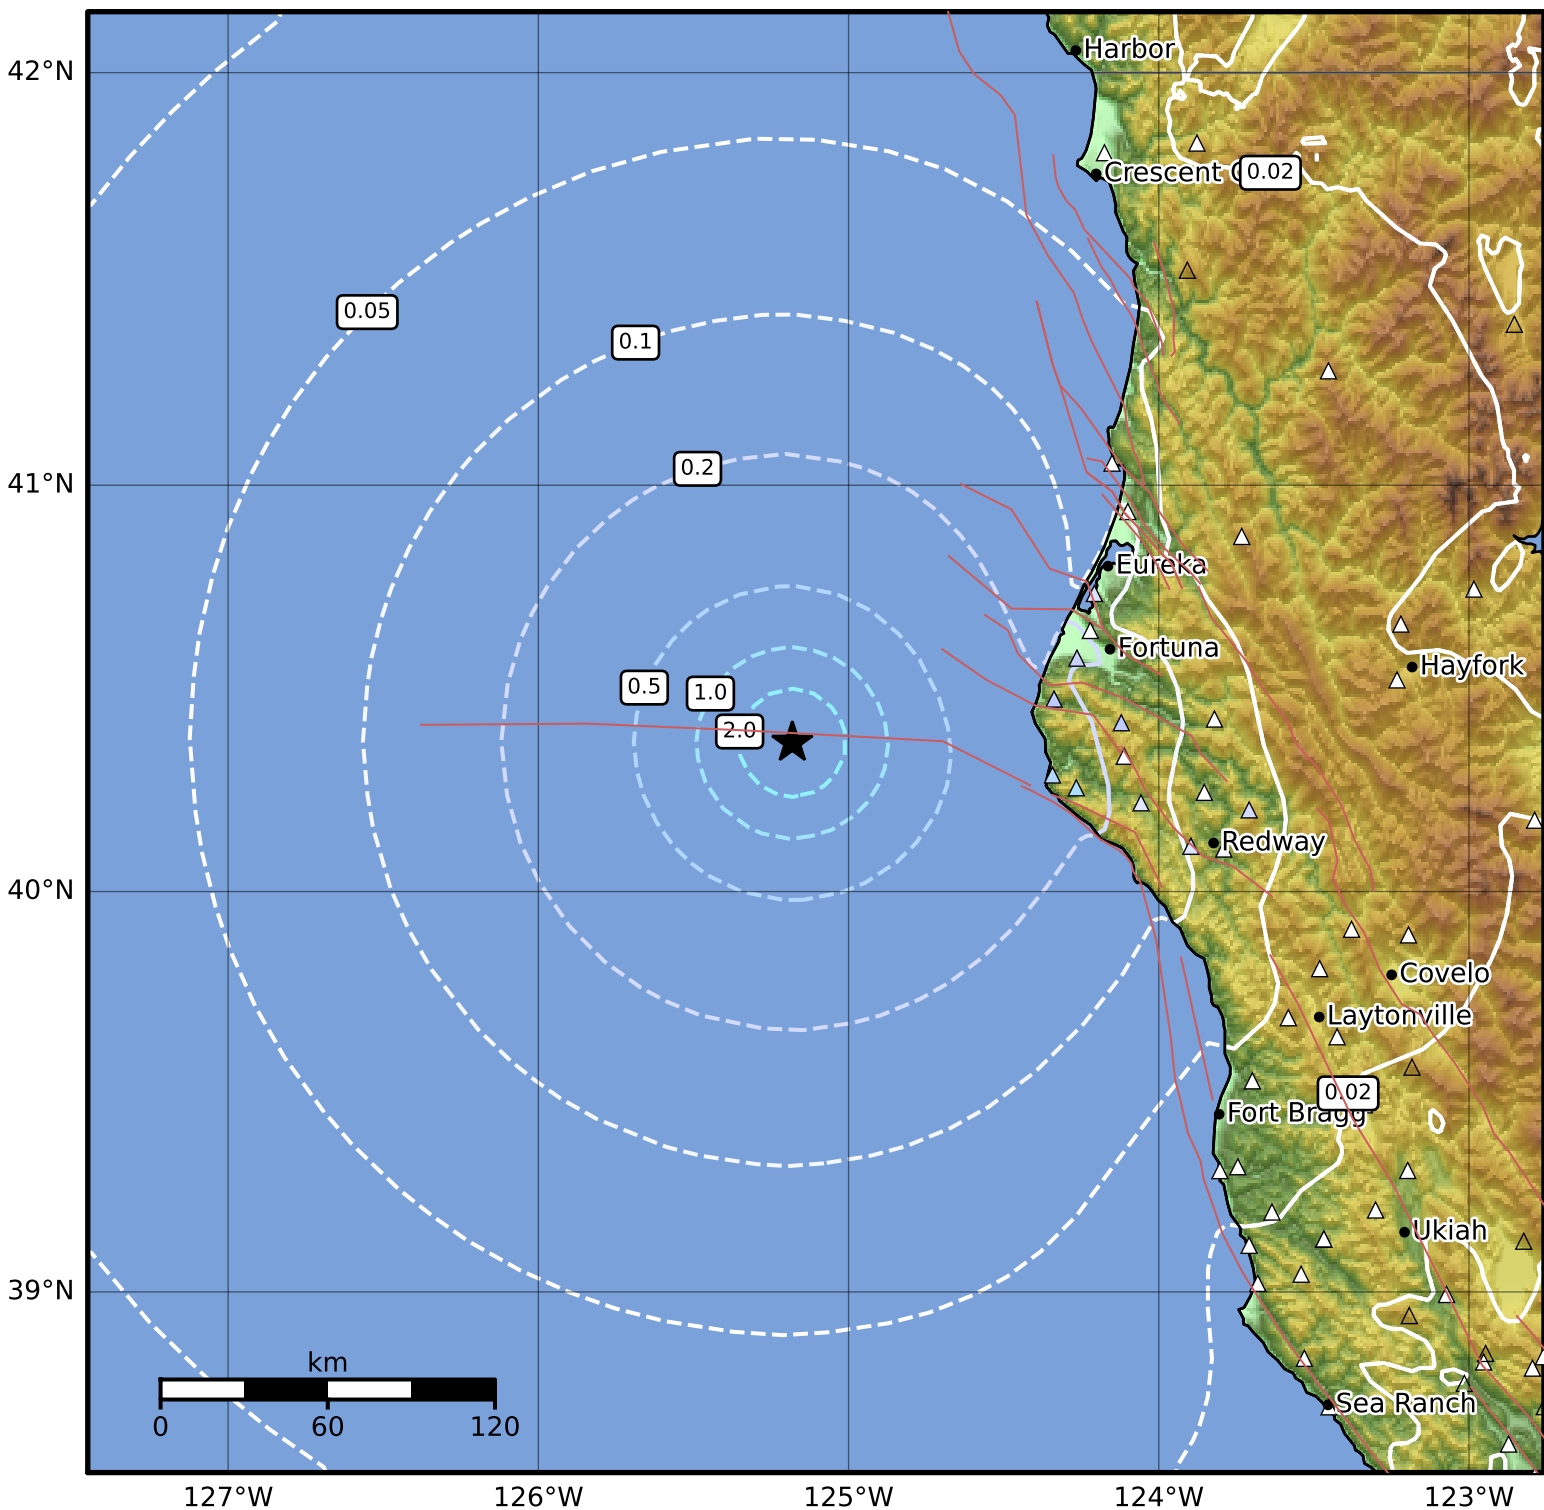 Harbor
42°N
Crescent C
0.02
0.05
0.1
0.2
41°N
Eureka
Fortuna
Hayfork
0.5
1.0
2.0
Redway
40°N
Covelo
Laytonville
0.02
Fort Bragg
Ukiah
39°N
km
0 60 120
Sea Ranch
127°W 126°W 125°W 124°W 123°W